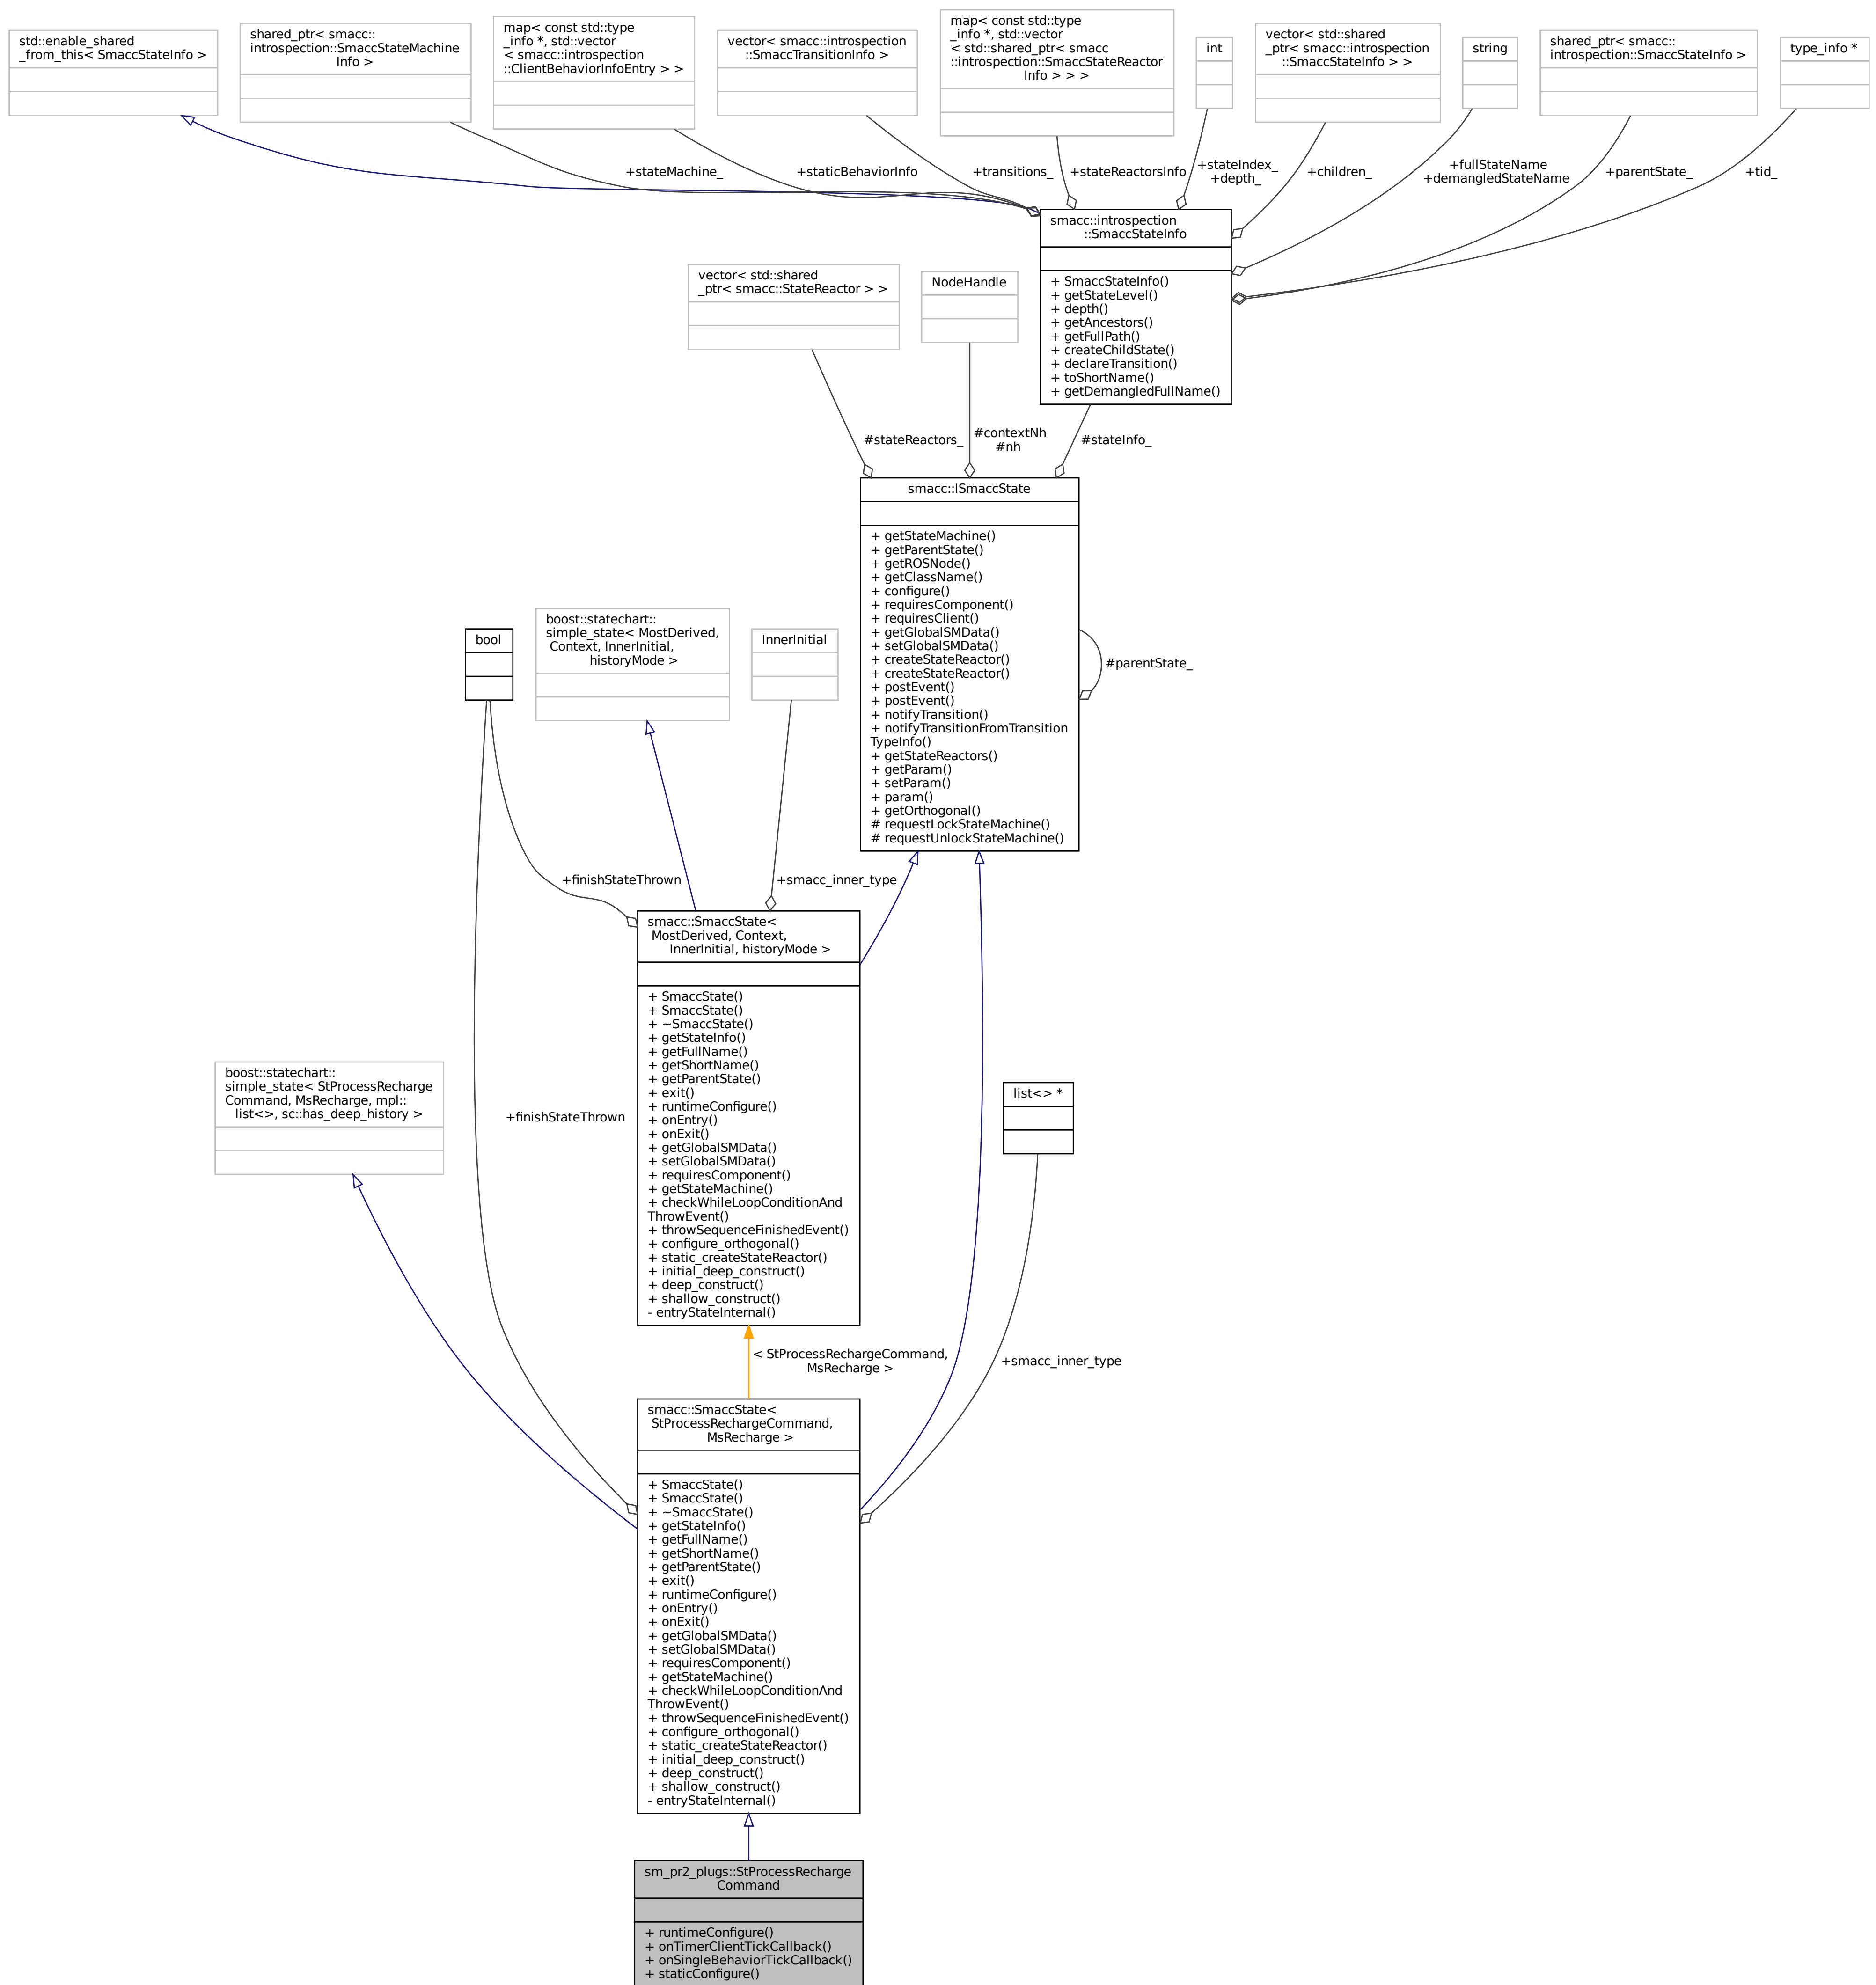 std::enable_shared
_from_this< SmaccStateInfo >
shared_ptr< smacc::
introspection::SmaccStateMachine
Info >
map< const std::type
_info *, std::vector
< smacc::introspection
::ClientBehaviorInfoEntry > >
vector< smacc::introspection
::SmaccTransitionInfo >
map< const std::type
_info *, std::vector
< std::shared_ptr< smacc
::introspection::SmaccStateReactor
Info > > >
int
vector< std::shared
_ptr< smacc::introspection
::SmaccStateInfo > >
string
shared_ptr< smacc::
introspection::SmaccStateInfo >
type_info *
+stateMachine_
+staticBehaviorInfo
+transitions_
+stateReactorsInfo
+stateIndex_
+depth_
+children_
+fullStateName
+demangledStateName
+parentState_
+tid_
smacc::introspection
::SmaccStateInfo
+ SmaccStateInfo()
+ getStateLevel()
+ depth()
+ getAncestors()
+ getFullPath()
+ createChildState()
+ declareTransition()
+ toShortName()
+ getDemangledFullName()
vector< std::shared
_ptr< smacc::StateReactor > >
NodeHandle
#stateReactors_
#contextNh
#nh
#stateInfo_
smacc::ISmaccState
+ getStateMachine()
+ getParentState()
+ getROSNode()
+ getClassName()
+ configure()
+ requiresComponent()
+ requiresClient()
+ getGlobalSMData()
+ setGlobalSMData()
+ createStateReactor()
+ createStateReactor()
+ postEvent()
+ postEvent()
+ notifyTransition()
+ notifyTransitionFromTransition
TypeInfo()
+ getStateReactors()
+ getParam()
+ setParam()
+ param()
+ getOrthogonal()
# requestLockStateMachine()
# requestUnlockStateMachine()
#parentState_
bool
boost::statechart::
simple_state< MostDerived,
Context, InnerInitial,
historyMode >
InnerInitial
+finishStateThrown
+smacc_inner_type
smacc::SmaccState<
MostDerived, Context,
InnerInitial, historyMode >
+ SmaccState()
+ SmaccState()
+ ~SmaccState()
+ getStateInfo()
+ getFullName()
+ getShortName()
+ getParentState()
+ exit()
+ runtimeConfigure()
+ onEntry()
+ onExit()
+ getGlobalSMData()
+ setGlobalSMData()
+ requiresComponent()
+ getStateMachine()
+ checkWhileLoopConditionAnd
ThrowEvent()
+ throwSequenceFinishedEvent()
+ configure_orthogonal()
+ static_createStateReactor()
+ initial_deep_construct()
+ deep_construct()
+ shallow_construct()
- entryStateInternal()
boost::statechart::
simple_state< StProcessRecharge
Command, MsRecharge, mpl::
list<>, sc::has_deep_history >
+finishStateThrown
list<> *
< StProcessRechargeCommand,
MsRecharge >
+smacc_inner_type
smacc::SmaccState<
StProcessRechargeCommand,
MsRecharge >
+ SmaccState()
+ SmaccState()
+ ~SmaccState()
+ getStateInfo()
+ getFullName()
+ getShortName()
+ getParentState()
+ exit()
+ runtimeConfigure()
+ onEntry()
+ onExit()
+ getGlobalSMData()
+ setGlobalSMData()
+ requiresComponent()
+ getStateMachine()
+ checkWhileLoopConditionAnd
ThrowEvent()
+ throwSequenceFinishedEvent()
+ configure_orthogonal()
+ static_createStateReactor()
+ initial_deep_construct()
+ deep_construct()
+ shallow_construct()
- entryStateInternal()
sm_pr2_plugs::StProcessRecharge
Command
+ runtimeConfigure()
+ onTimerClientTickCallback()
+ onSingleBehaviorTickCallback()
+ staticConfigure()